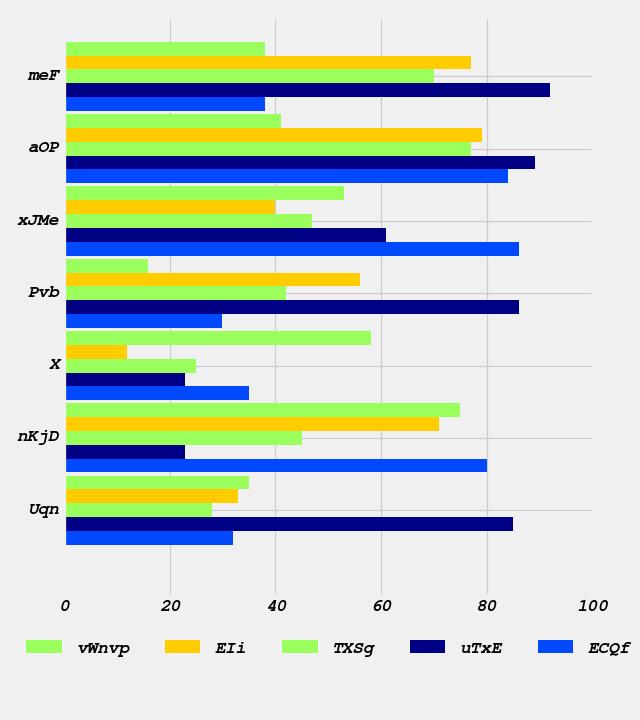 meF
aOP
xJMe
Pvb
X
nKjD
Uqn
0 20 40 60 80 100
vWnvp EIi TXSg uTxE ECQf